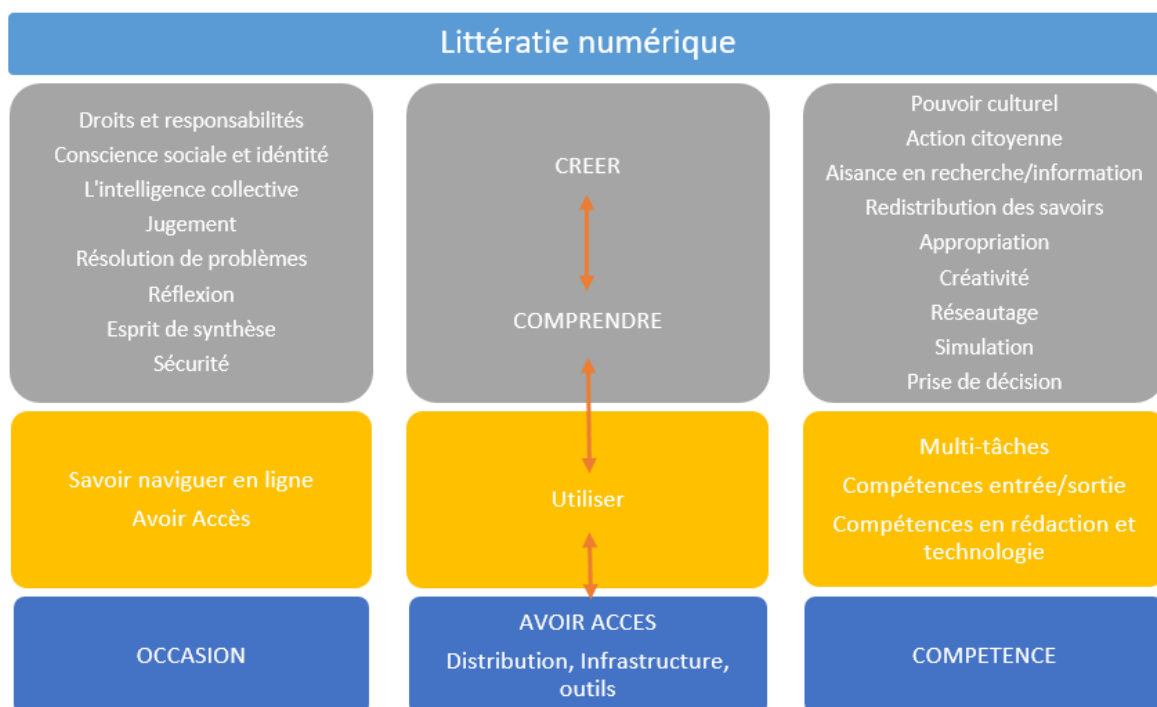 Littératie numérique
Droits et responsabilités
Conscience sociale et idéntité
L'intelligence collective
Jugement
Résolution de problèmes
Réflexion
Esprit de synthèse
Sécurité
CREER
COMPRENDRE
Pouvoir culturel
Action citoyenne
Aisance en recherche/information
Redistribution des savoirs
Appropriation
Créativité
Réseautage
Simulation
Prise de décision
Savoir naviguer en ligne
Avoir Accès
Utiliser
Multi-tâches
Compétences entrée/sortie
Compétences en rédaction et
technologie
OCCASION
AVOIR ACCES
Distribution, Infrastructure,
outils
COMPETENCE